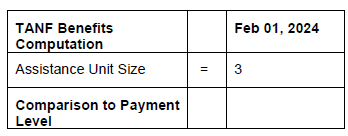 TANF Benefits Feb 01, 2024
Computation
Assistance Unit Size = 3
Comparison to Payment
Level